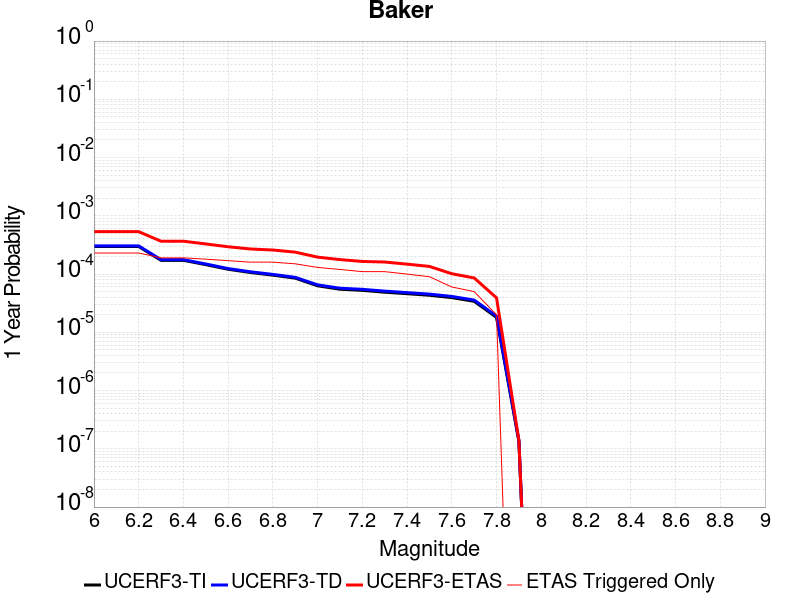 Baker
10^0
10^-1
10^-2
10^-3
10^-4
10^-5
10^-6
10^-7
10^-8
1 Year Probability
6 6.2 6.4 6.6 6.8 7 7.2 7.4 7.6 7.8 8 8.2 8.4 8.6 8.8 9
Magnitude
UCERF3-TI UCERF3-TD UCERF3-ETAS ETAS Triggered Only